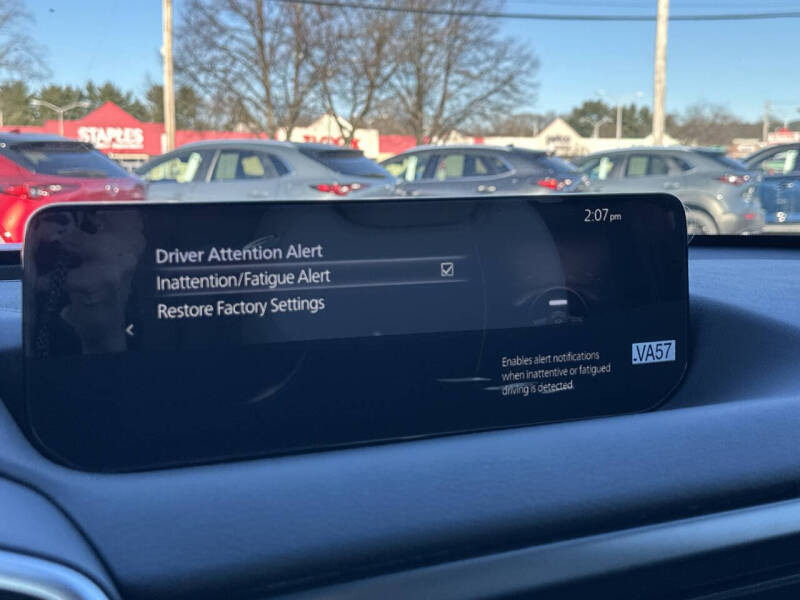 STAPLES
2:07 pm
Driver Attention Alert
Inattention/Fatigue Alert
Restore Factory Settings
Enables alert notifications
when inattentive or fatigued
driving is detected.
VA57